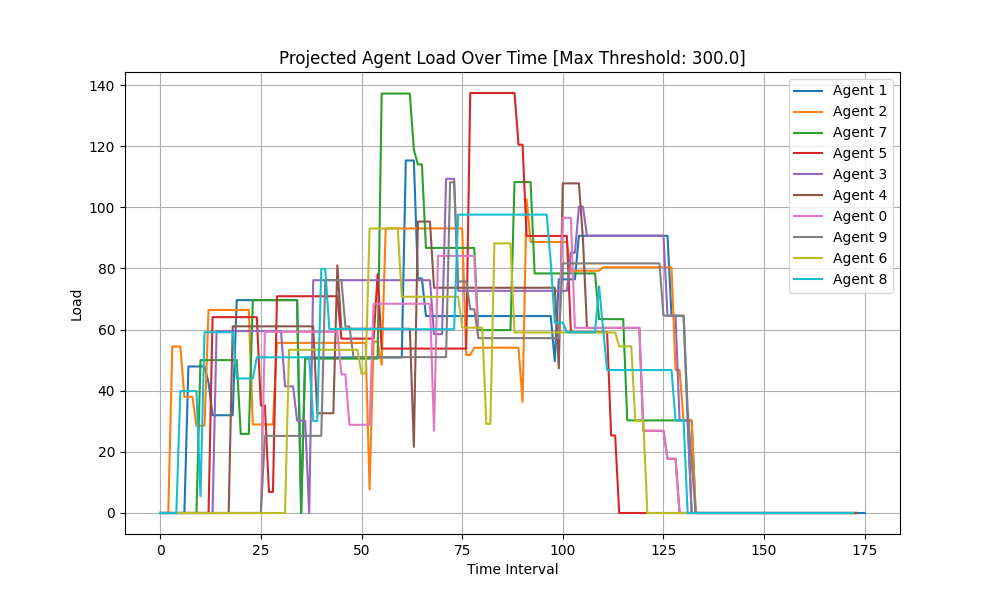 Projected Agent Load Over Time [Max Threshold: 300.0]
Load
140
120
100
80
60
40
20
0
0 25 50 75 100 125 150 175
Time Interval
Agent 1
Agent 2
Agent 7
Agent 5
Agent 3
Agent 4
Agent 0
Agent 9
Agent 6
Agent 8